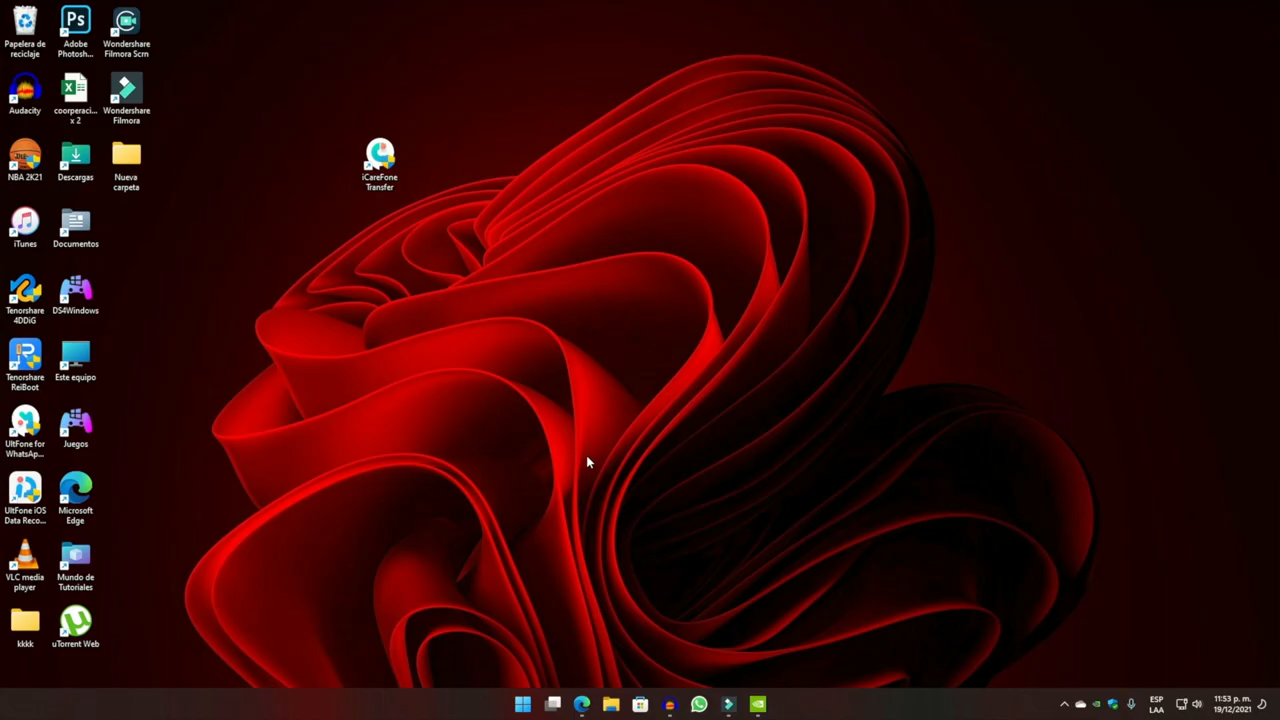 Papelera de
reciclaje
Ps
Adobe
Photosh...
Wondershare
Filmora Scrn
Audacity
coorperaci...
x 2
Wondershare
Filmora
NBA 2K21
Descargas
Nueva
carpeta
iCareFone
Transfer
iTunes
Documentos
Tenorshare
4DDiG
DS4Windows
Tenorshare
ReiBoot
Este equipo
UltFone for
WhatsAp...
Juegos
UltFone iOS
Data Reco...
Microsoft
Edge
VLC media
player
Mundo de
Tutoriales
kkkk
uTorrent Web
ESP
LAA
11:53 p. m.
19/12/2021